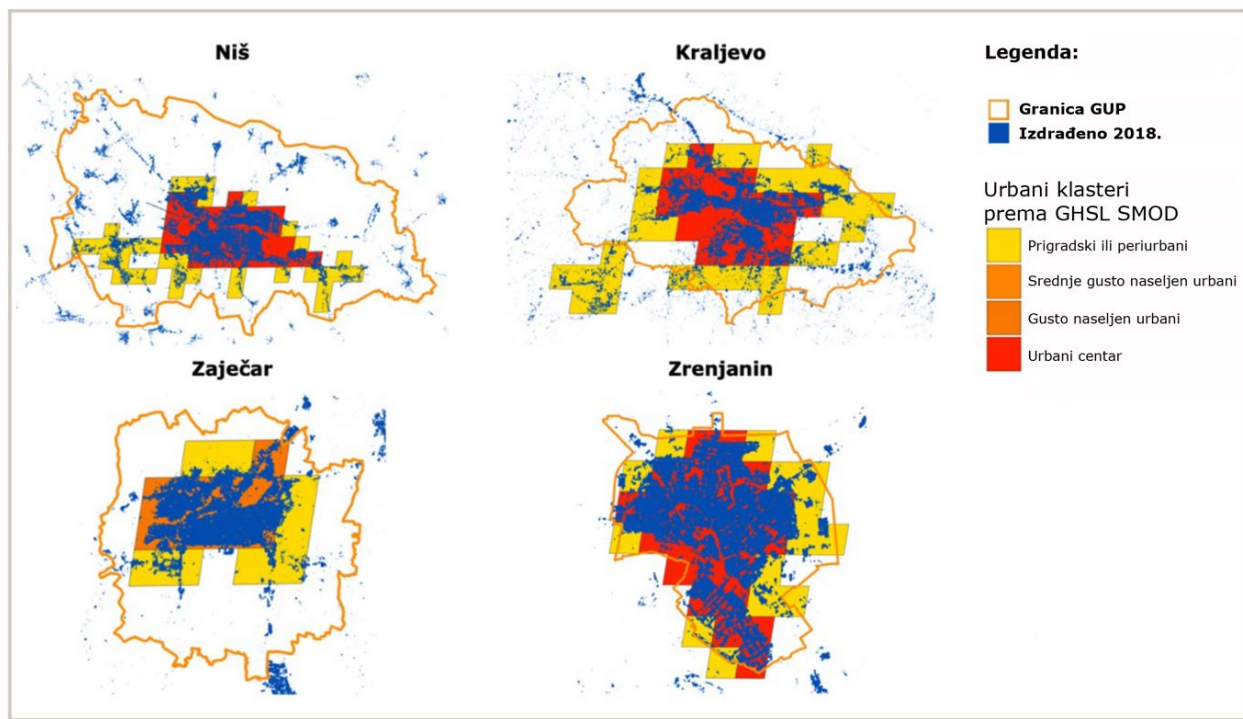 Niš
Kraljevo
Legenda:
Granica GUP
Izdrađeno 2018.
Urbani klasteri
prema GHSL SMOD
Prigradski ili periurbani
Srednje gusto naseljen urbani
Gusto naseljen urbani
Urbani centar
Zaječar
Zrenjanin